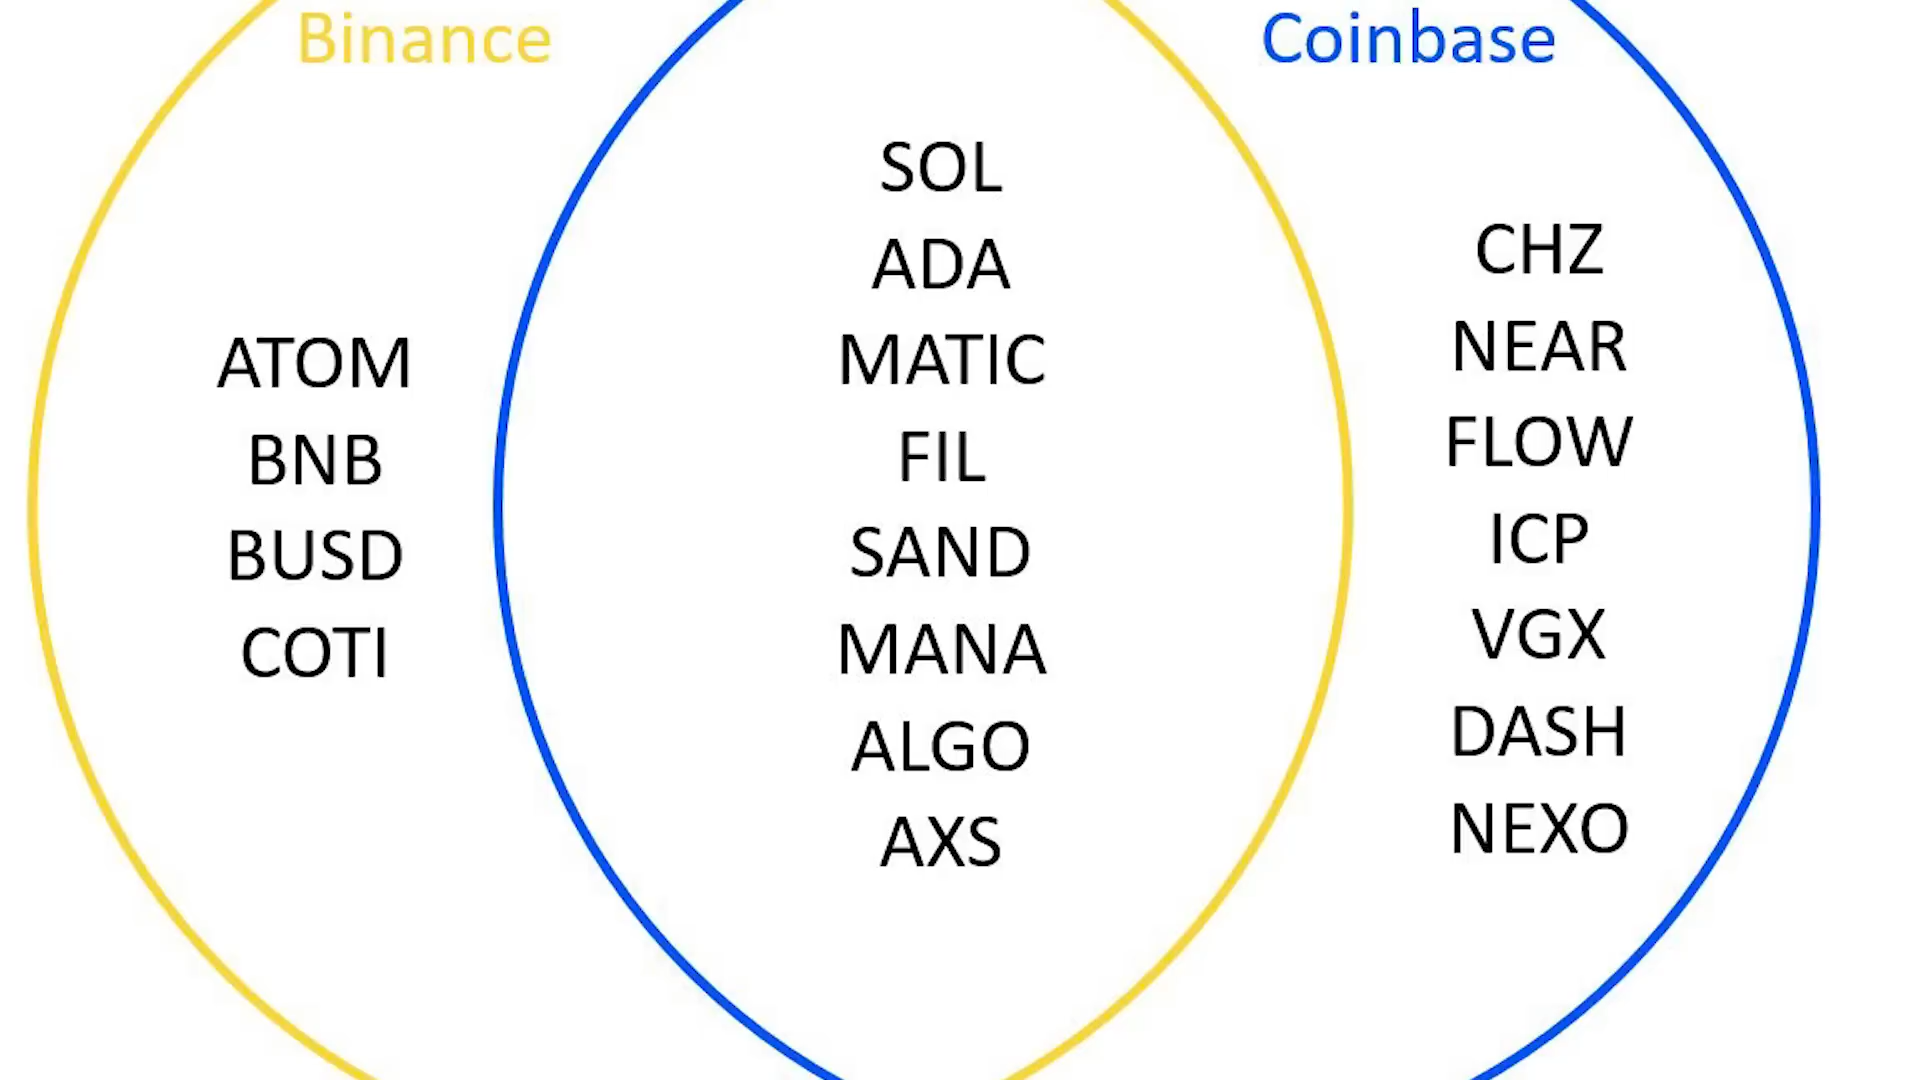 Binance
Coinbase
ATOM
BNB
BUSD
COTI
SOL
ADA
MATIC
FIL
SAND
MANA
ALGO
AXS
CHZ
NEAR
FLOW
ICP
VGX
DASH
NEXO